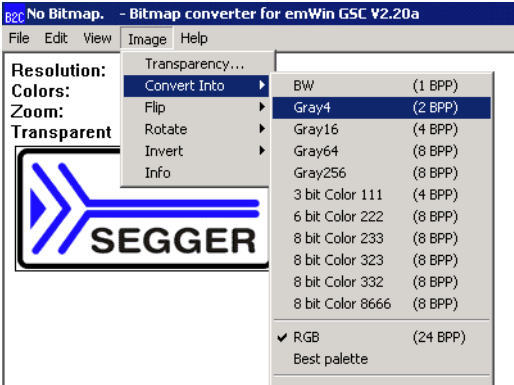 B2C No Bitmap. - Bitmap converter for emWin GSC V2.20a
File Edit View Image Help
Resolution:
Colors:
Zoom:
Transparent
Transparency...
Convert Into
Flip
Rotate
Invert
Info
BW (1 BPP)
Gray4 (2 BPP)
Gray16 (4 BPP)
Gray64 (8 BPP)
Gray256 (8 BPP)
3 bit Color 111 (4 BPP)
6 bit Color 222 (8 BPP)
8 bit Color 233 (8 BPP)
8 bit Color 323 (8 BPP)
8 bit Color 332 (8 BPP)
8 bit Color 8666 (8 BPP)
RGB (24 BPP)
Best palette
SEGGER